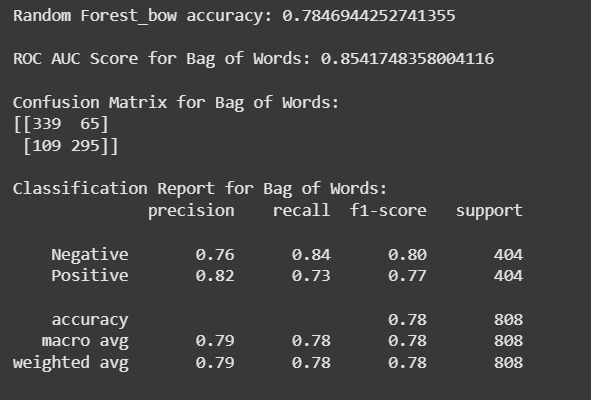 Random Forest_bow accuracy: 0.7846944252741355
ROC AUC Score for Bag of Words: 0.8541748358004116
Confusion Matrix for Bag of Words:
[[339  65]
 [109 295]]
Classification Report for Bag of Words:
              precision    recall  f1-score   support
    Negative       0.76      0.84      0.80       404
    Positive       0.82      0.73      0.77       404
    accuracy                           0.78       808
   macro avg       0.79      0.78      0.78       808
weighted avg       0.79      0.78      0.78       808